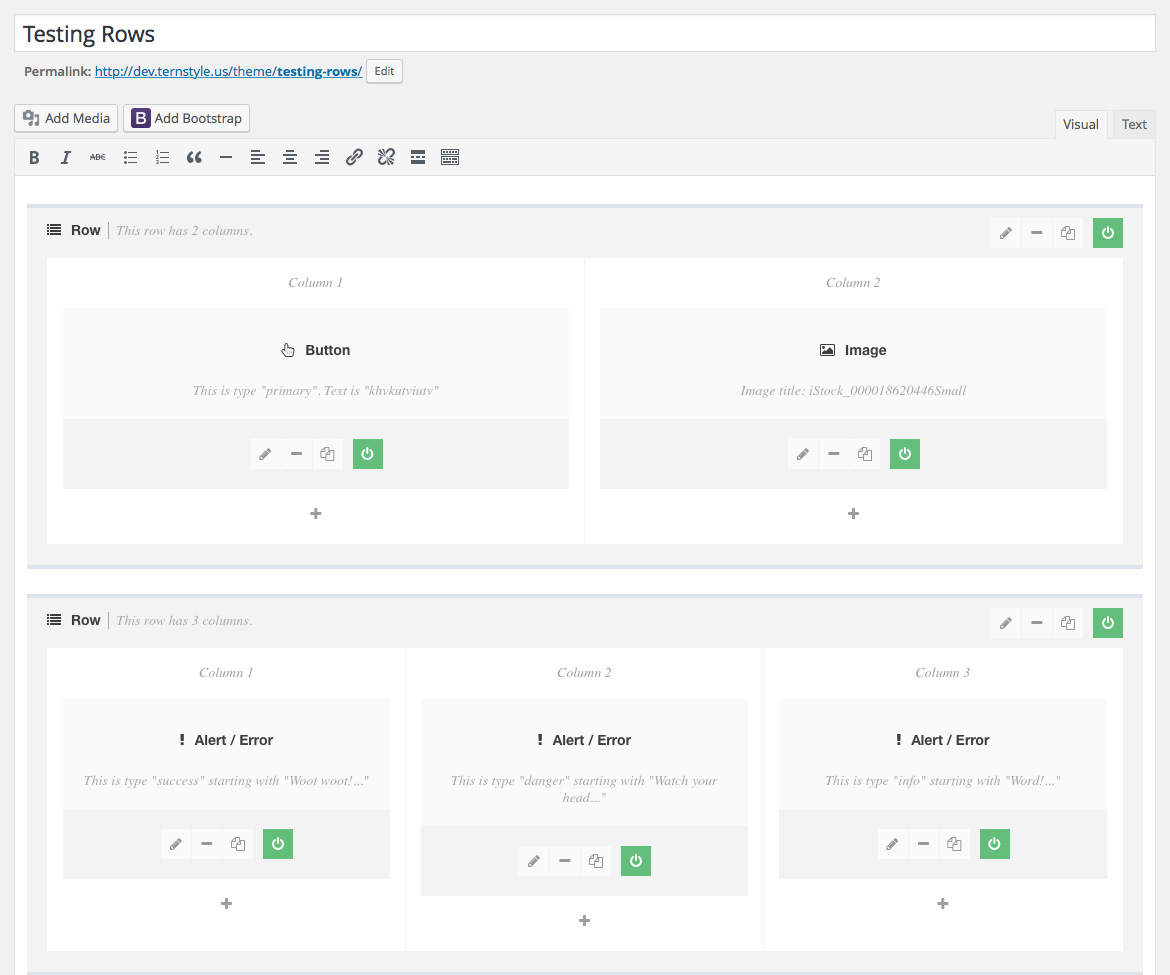 Testing Rows
Permalink: http://dev.ternstyle.us/theme/testing-rows/ Edit
Add Media B Add Bootstrap
Visual Text
B I ABC
Row This row has 2 columns.
Column 1 Column 2
Button Image
This is type "primary". Text is "khvkutviutv" Image title: iStock_000018620446Small
Row This row has 3 columns.
Column 1 Column 2 Column 3
Alert / Error Alert / Error Alert / Error
This is type "success" starting with "Woot woot!..." This is type "danger" starting with "Watch your This is type "info" starting with "Word!..."
head..."